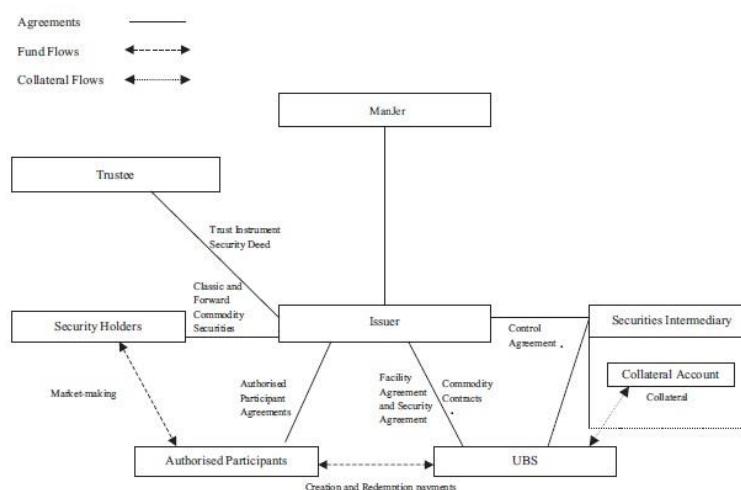 Agreements
Fund Flows
Collateral Flows
ManJer
Trustee
Trust Instrument
Security Deed
Classic and
Forward
Commodity
Securities
Security Holders
Issuer
Securities Intermediary
Control
Agreement .
Collateral Account
Collateral
Market-making
Authorised
Participant
Agreements
Facility
Agreement
and Security
Agreement
Commodity
Contracts
.
Authorised Participants
UBS
Creation and Redemption payments